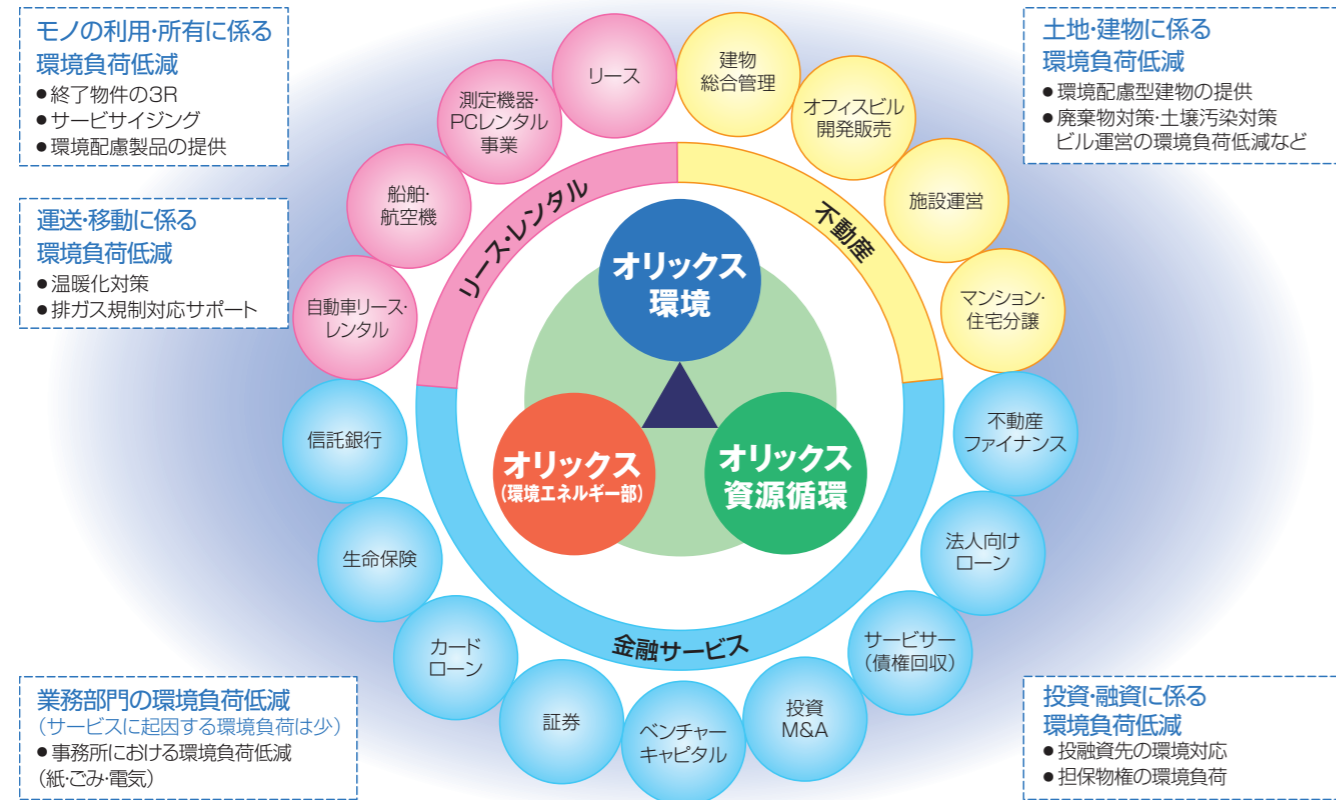 モノの利用・所有に係る
環境負荷低減
●終了物件の3R
●サービサイジング
●環境配慮製品の提供
運送・移動に係る
環境負荷低減
●温暖化対策
●排ガス規制対応サポート
土地・建物に係る
環境負荷低減
●環境配慮型建物の提供
●廃棄物対策・土壌汚染対策
ビル運営の環境負荷低減など
リース
測定機器・
PCレンタル
事業
船舶・
航空機
自動車リース・
レンタル
建物
総合管理
オフィスビル
開発販売
施設運営
マンション・
住宅分譲
リース・レンタル
不動産
オリックス
環境
オリックス
(環境エネルギー部)
オリックス
資源循環
金融サービス
信託銀行
生命保険
カード
ローン
証券
ベンチャー
キャピタル
投資
M&A
サービサー
(債権回収)
法人向け
ローン
不動産
ファイナンス
業務部門の環境負荷低減
(サービスに起因する環境負荷は少)
●事務所における環境負荷低減
(紙・ごみ・電気)
投資・融資に係る
環境負荷低減
●投融資先の環境対応
●担保物権の環境負荷